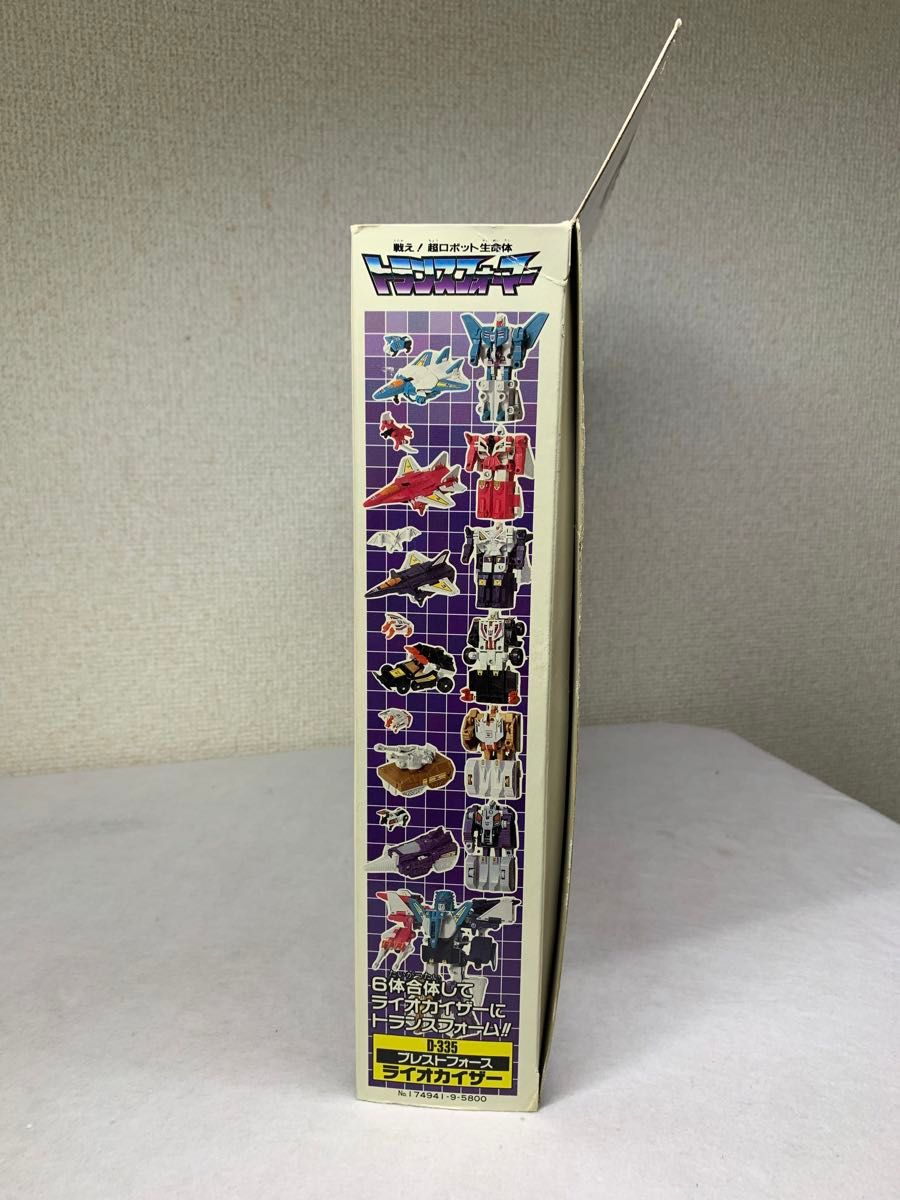 戦え！超ロボット生命体
トランスフォーマー
6体合体して
ライオカイザーに
トランスフォーム!!
D-335
ブレストフォース
ライオカイザー
No.174941-9-5800